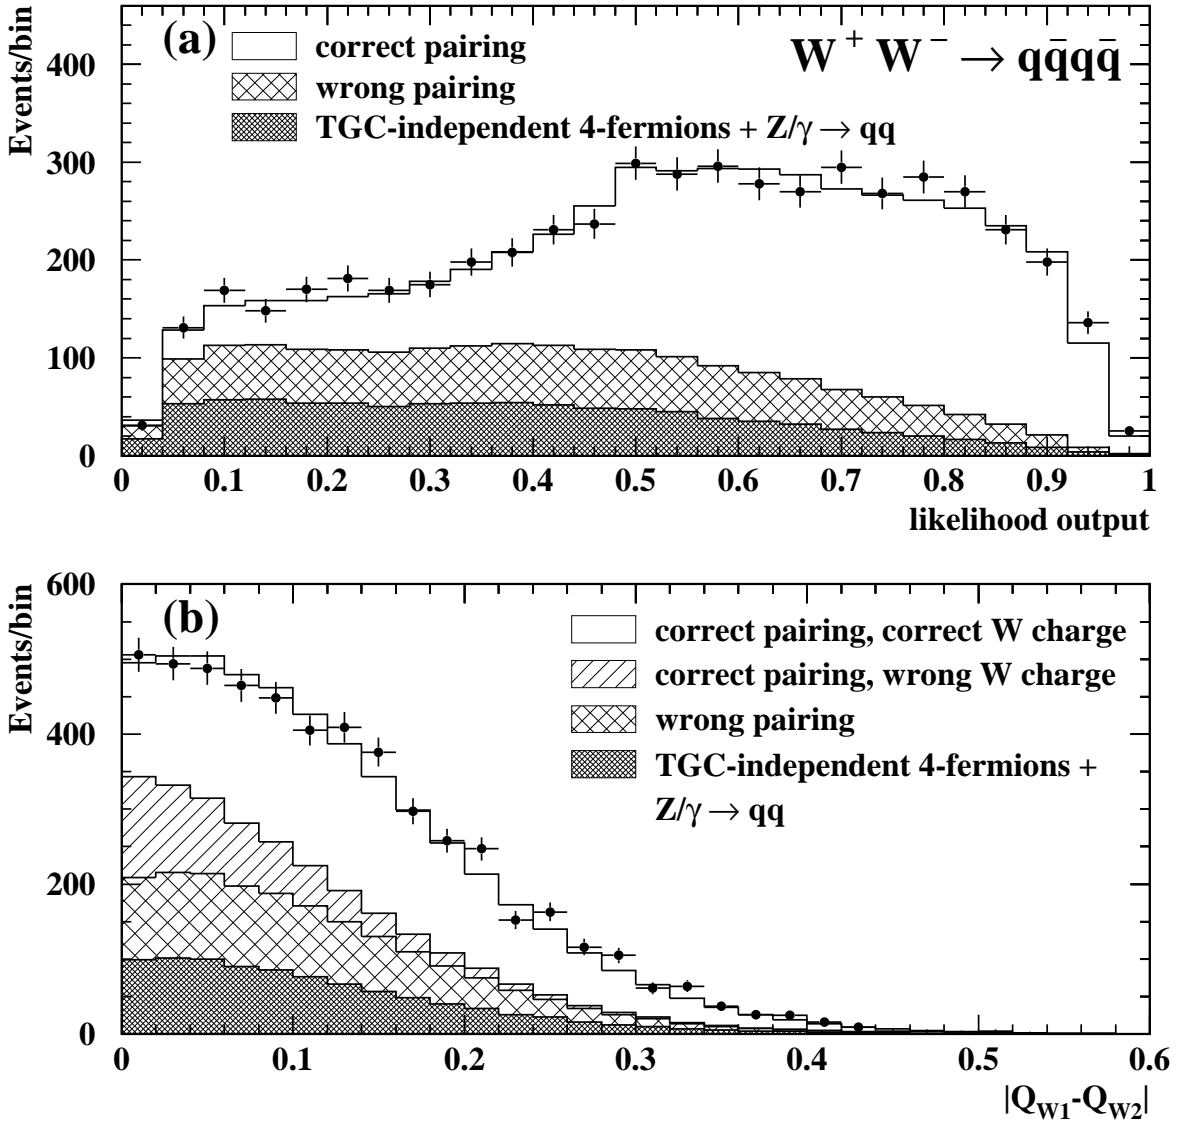 Events/bin
(a)
correct pairing
wrong pairing
TGC-independent 4-fermions + Z/γ → qq
W⁺ W⁻ → qq̄qq̄
400
300
200
100
0
0 0.1 0.2 0.3 0.4 0.5 0.6 0.7 0.8 0.9 1
likelihood output
Events/bin
(b)
correct pairing, correct W charge
correct pairing, wrong W charge
wrong pairing
TGC-independent 4-fermions +
Z/γ → qq
600
400
200
0
0 0.1 0.2 0.3 0.4 0.5 0.6
|Q_W1-Q_W2|